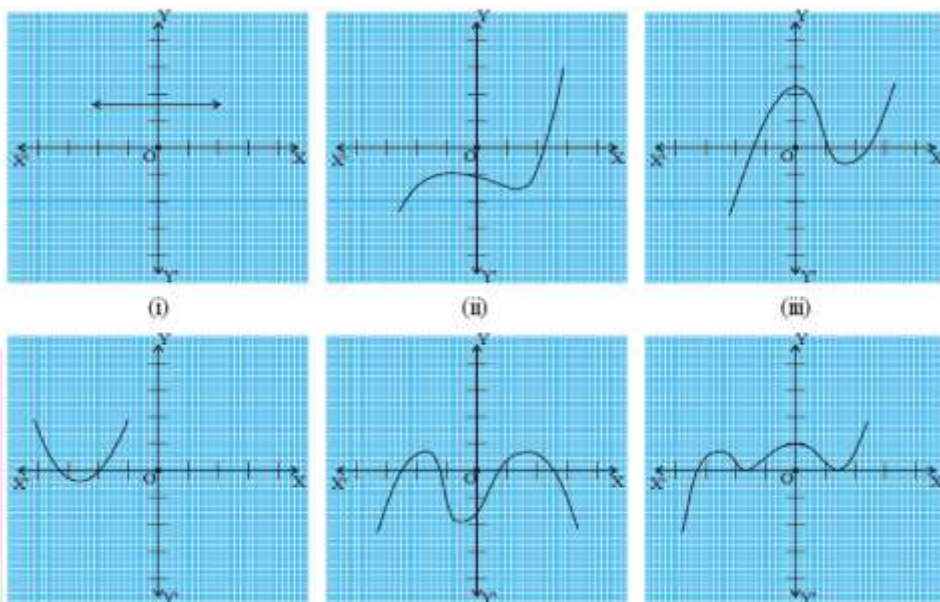 Y Y Y
X' O X X' O X X' O X
Y' Y' Y'
(i) (ii) (iii)
Y Y Y
X' O X X' O X X' O X
Y' Y' Y'